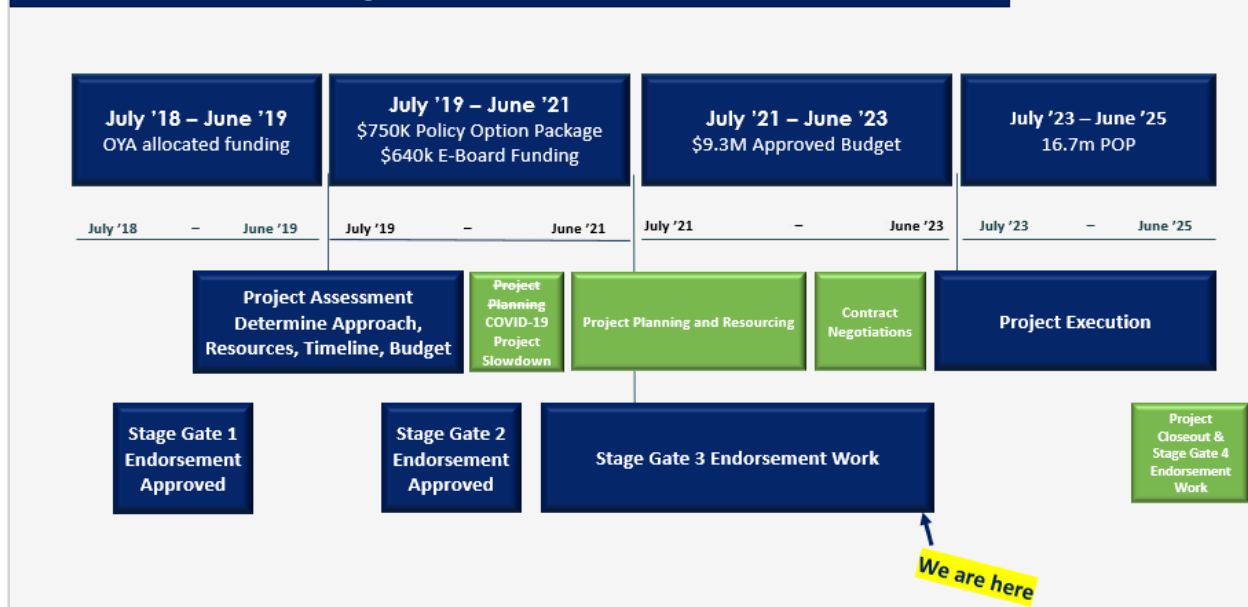 July ’18 – June ’19
OYA allocated funding
July ’19 – June ’21
$750K Policy Option Package
$640k E-Board Funding
July ’21 – June ’23
$9.3M Approved Budget
July ’23 – June ’25
16.7m POP
July ’18 – June ’19
July ’19 – June ’21
July ’21 – June ’23
July ’23 – June ’25
Project Assessment
Determine Approach,
Resources, Timeline, Budget
Project
Planning
COVID-19
Project
Slowdown
Project Planning and Resourcing
Contract
Negotiations
Project Execution
Stage Gate 1
Endorsement
Approved
Stage Gate 2
Endorsement
Approved
Stage Gate 3 Endorsement Work
Project
Closeout &
Stage Gate 4
Endorsement
Work
We are here